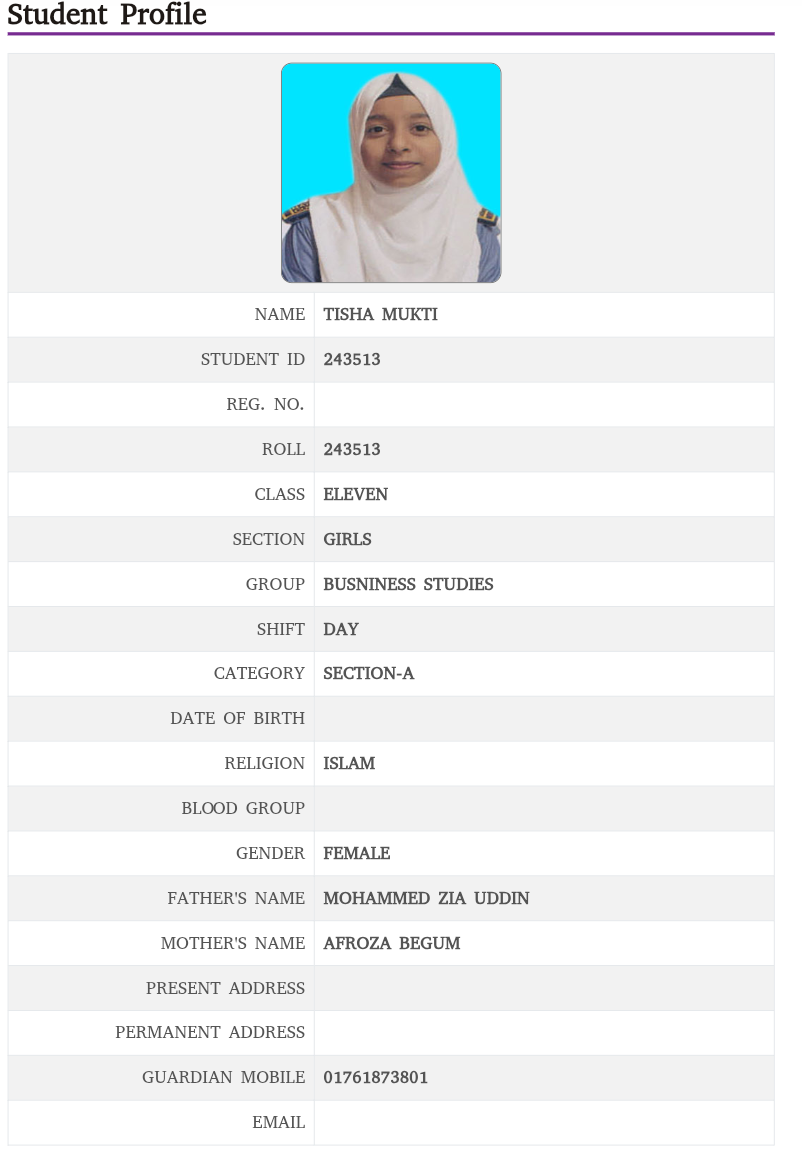 Student Profile
NAME TISHA MUKTI
STUDENT ID 243513
REG. NO.
ROLL 243513
CLASS ELEVEN
SECTION GIRLS
GROUP BUSNINESS STUDIES
SHIFT DAY
CATEGORY SECTION-A
DATE OF BIRTH
RELIGION ISLAM
BLOOD GROUP
GENDER FEMALE
FATHER'S NAME MOHAMMED ZIA UDDIN
MOTHER'S NAME AFROZA BEGUM
PRESENT ADDRESS
PERMANENT ADDRESS
GUARDIAN MOBILE 01761873801
EMAIL